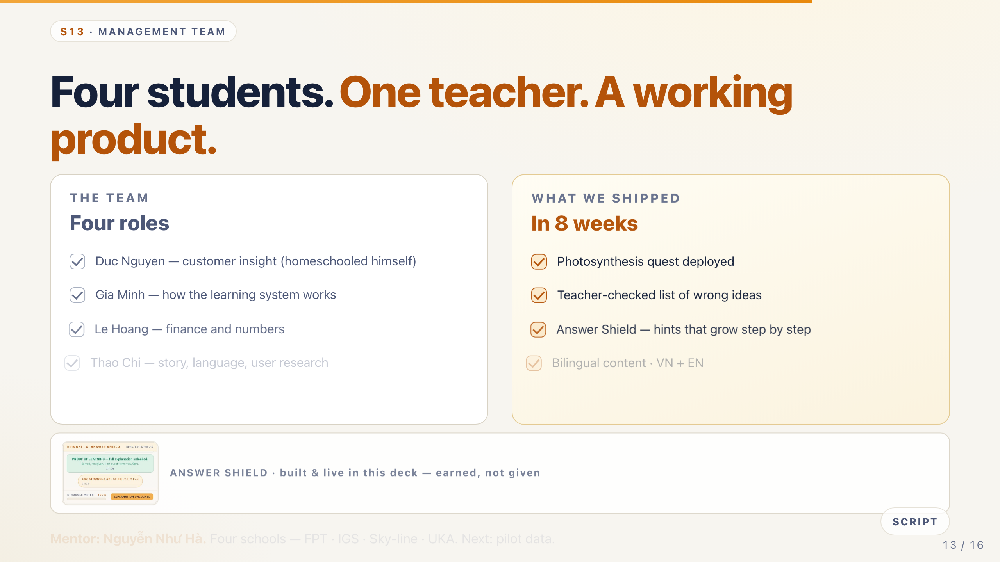 S13 · MANAGEMENT TEAM
Four students. One teacher. A working
product.
THE TEAM
Four roles
Duc Nguyen — customer insight (homeschooled himself)
Gia Minh — how the learning system works
Le Hoang — finance and numbers
Thao Chi — story, language, user research
WHAT WE SHIPPED
In 8 weeks
Photosynthesis quest deployed
Teacher-checked list of wrong ideas
Answer Shield — hints that grow step by step
Bilingual content · VN + EN
EPIMONI · AI ANSWER SHIELD hints, not handouts
PROOF OF LEARNING — full explanation unlocked.
Earned, not given. Next quest: tomorrow, 9pm.
21:04
+40 STRUGGLE XP · Shield Lv.1 → Lv.2
21:04
STRUGGLE METER 100%
EXPLANATION UNLOCKED
ANSWER SHIELD · built & live in this deck — earned, not given
SCRIPT
Mentor: Nguyễn Như Hà. Four schools — FPT · IGS · Sky-line · UKA. Next: pilot data.
13 / 16